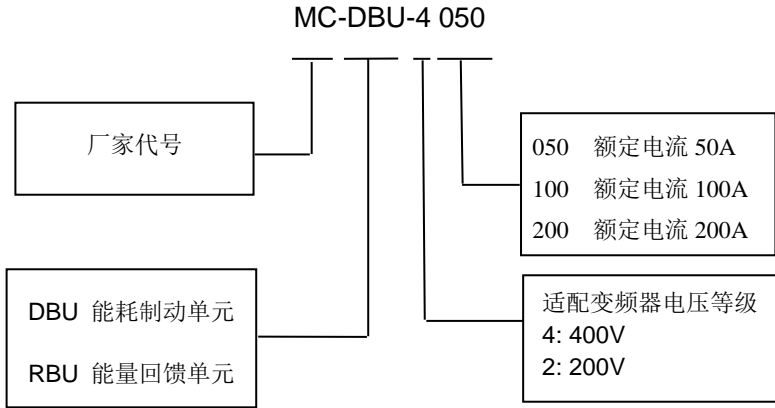 MC-DBU-4 050
厂家代号
050 额定电流 50A
100 额定电流 100A
200 额定电流 200A
DBU 能耗制动单元
RBU 能量回馈单元
适配变频器电压等级
4: 400V
2: 200V